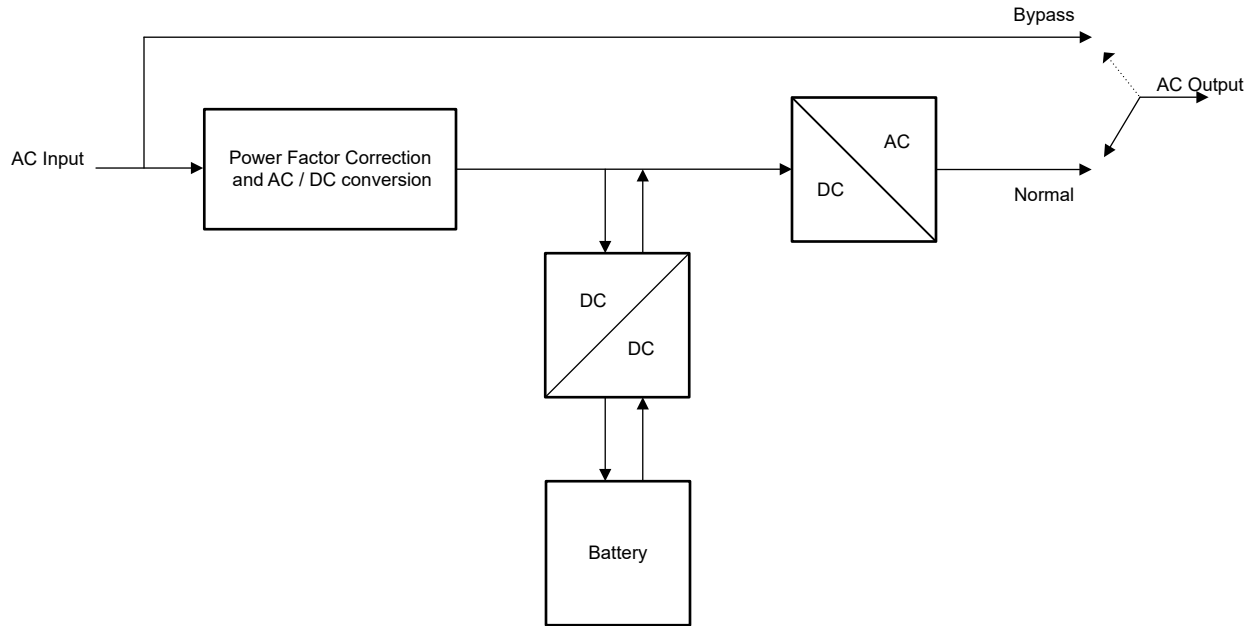 Bypass
AC Output
AC Input
Power Factor Correction
and AC / DC conversion
AC
DC
Normal
DC
DC
Battery